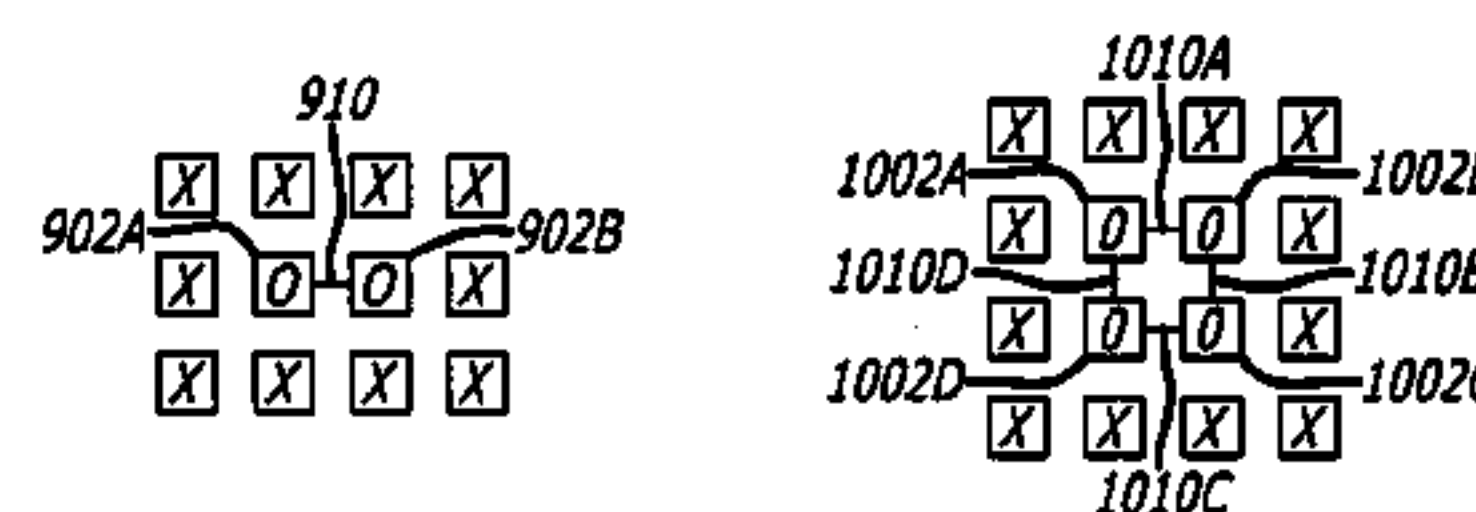 910
X X X X
902A 902B
X O O X
X X X X
1010A
X X X X
1002A
X O O X
1010D
X O O X
1002D
X X X X
1010C